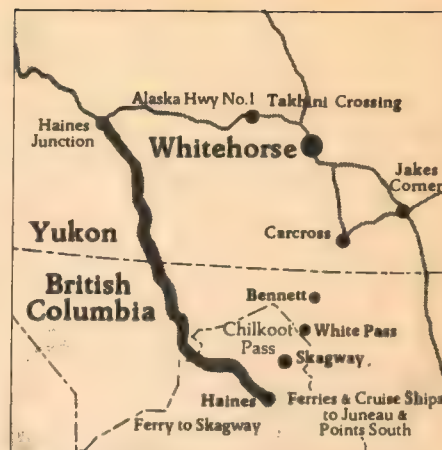 Alaska Hwy No.1
Takhini Crossing
Haines
Junction
Whitehorse
Jakes
Corner
Carcross
Yukon
British
Columbia
Bennett
Chilkoot
Pass
White Pass
Skagway
Haines
Ferries & Cruise Ships
to Juneau &
Points South
Ferry to Skagway